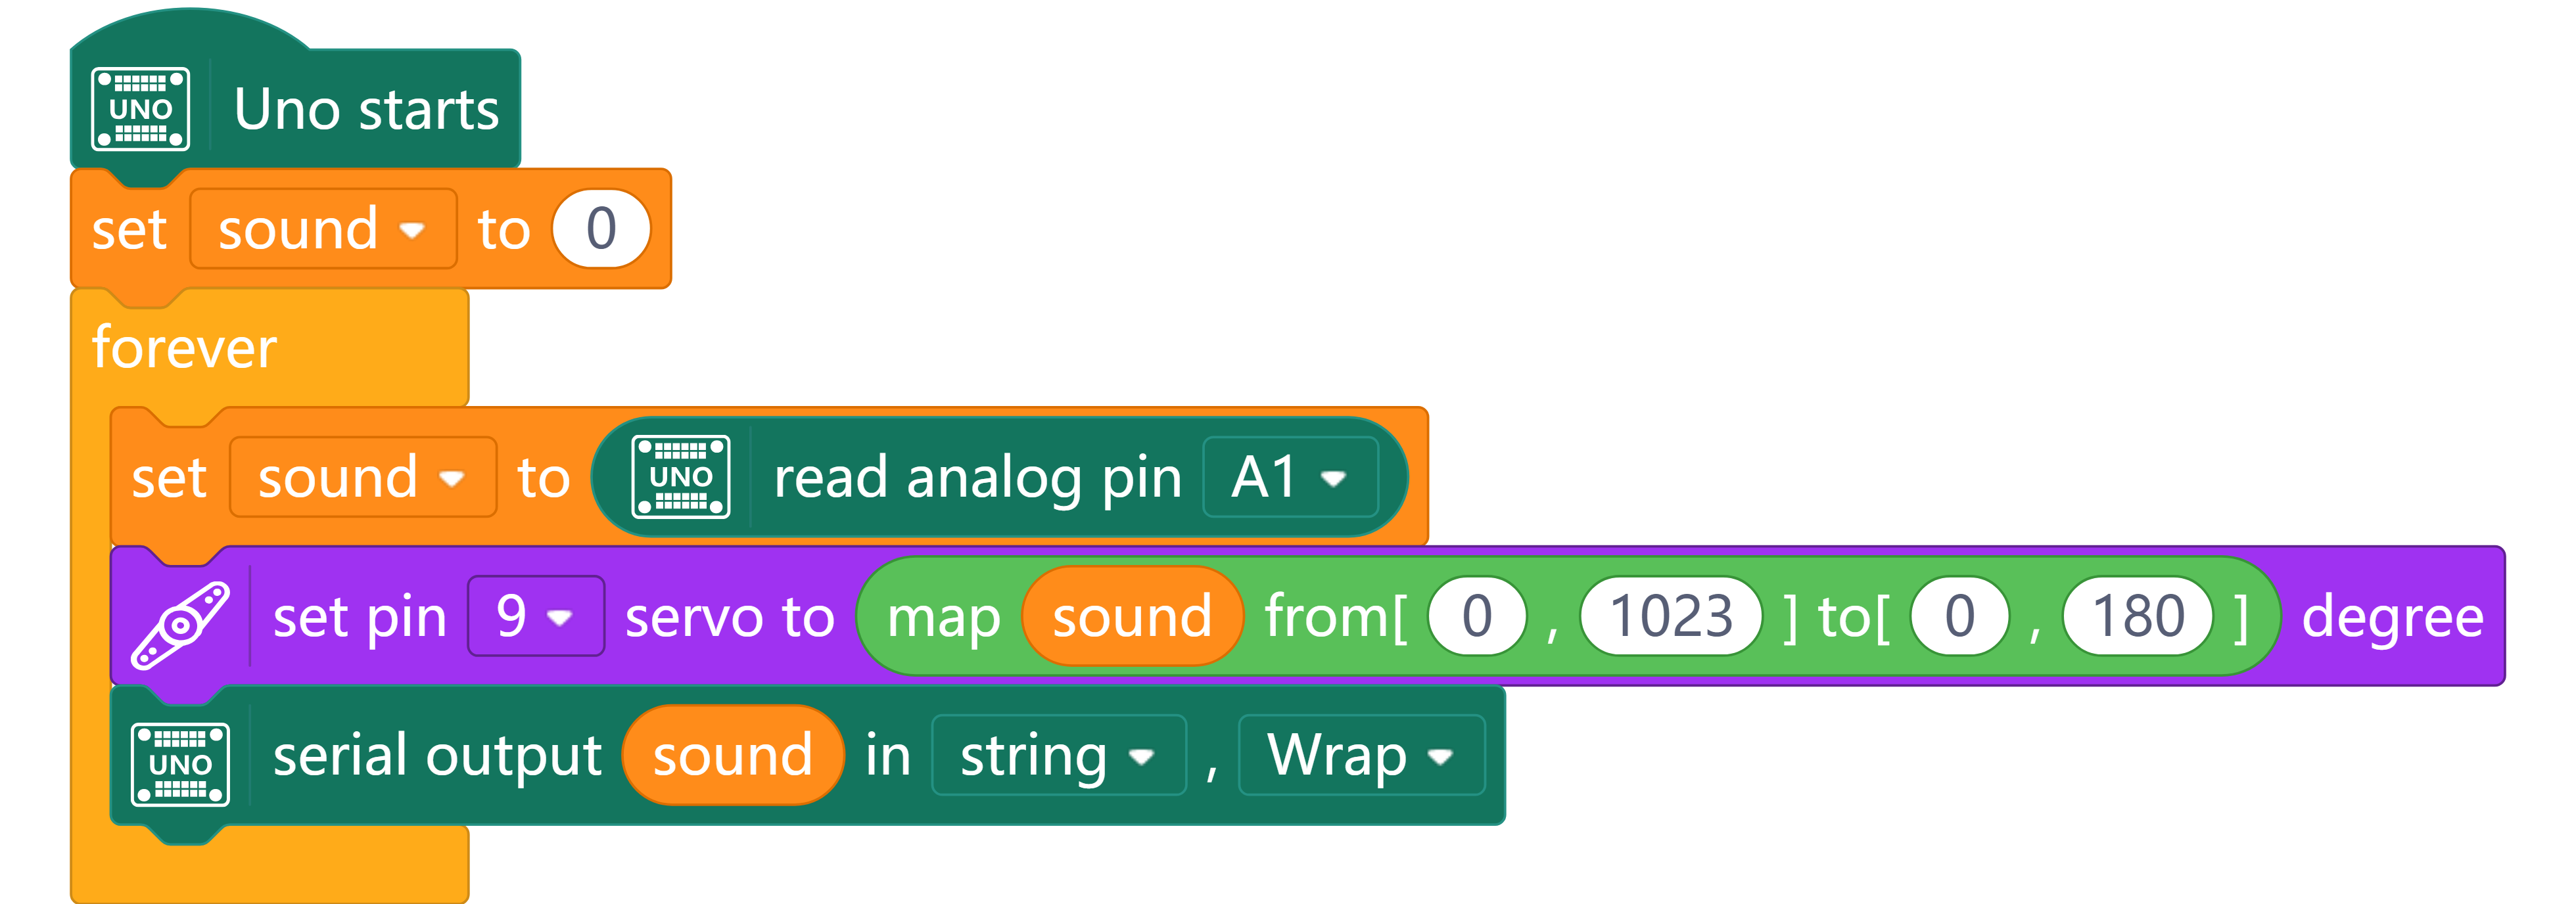 UNO Uno starts
set sound to 0
forever
set sound to UNO read analog pin A1
set pin 9 servo to map sound from[ 0 , 1023 ] to[ 0 , 180 ] degree
UNO serial output sound in string , Wrap